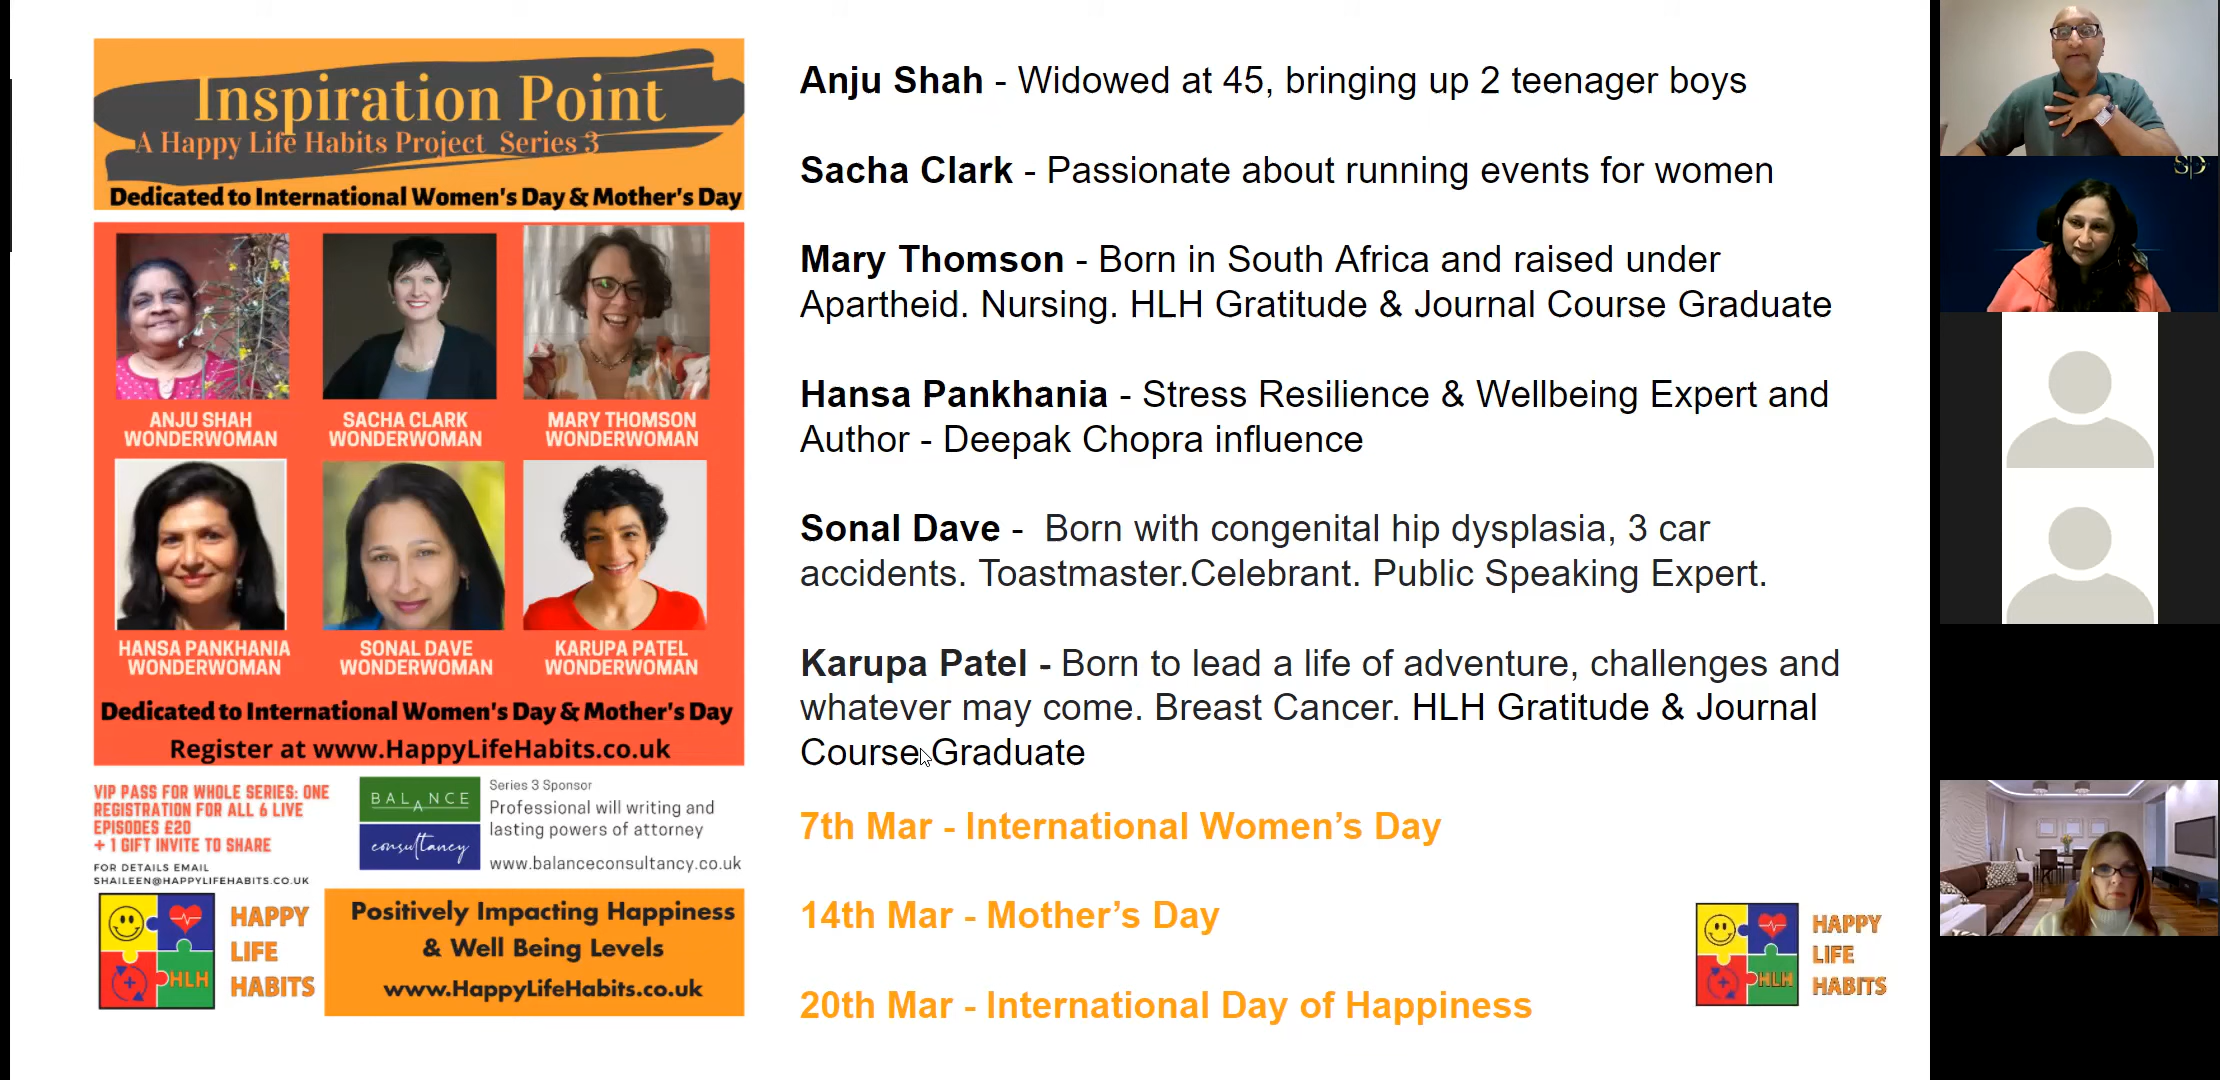 Inspiration Point
A Happy Life Habits Project Series 3
Dedicated to International Women's Day & Mother's Day
ANJU SHAH
WONDERWOMAN
SACHA CLARK
WONDERWOMAN
MARY THOMSON
WONDERWOMAN
HANSA PANKHANIA
WONDERWOMAN
SONAL DAVE
WONDERWOMAN
KARUPA PATEL
WONDERWOMAN
Dedicated to International Women's Day & Mother's Day
Register at www.HappyLifeHabits.co.uk
VIP PASS FOR WHOLE SERIES: ONE
REGISTRATION FOR ALL 6 LIVE
EPISODES £20
+ 1 GIFT INVITE TO SHARE
FOR DETAILS EMAIL
SHAILEEN@HAPPYLIFEHABITS.CO.UK
BALANCE
consultancy
Series 3 Sponsor
Professional will writing and
lasting powers of attorney
www.balanceconsultancy.co.uk
HLH
HAPPY
LIFE
HABITS
Positively Impacting Happiness
& Well Being Levels
www.HappyLifeHabits.co.uk
Anju Shah - Widowed at 45, bringing up 2 teenager boys
Sacha Clark - Passionate about running events for women
Mary Thomson - Born in South Africa and raised under
Apartheid. Nursing. HLH Gratitude & Journal Course Graduate
Hansa Pankhania - Stress Resilience & Wellbeing Expert and
Author - Deepak Chopra influence
Sonal Dave - Born with congenital hip dysplasia, 3 car
accidents. Toastmaster.Celebrant. Public Speaking Expert.
Karupa Patel - Born to lead a life of adventure, challenges and
whatever may come. Breast Cancer. HLH Gratitude & Journal
Course Graduate
7th Mar - International Women’s Day
14th Mar - Mother’s Day
20th Mar - International Day of Happiness
HLH
HAPPY
LIFE
HABITS